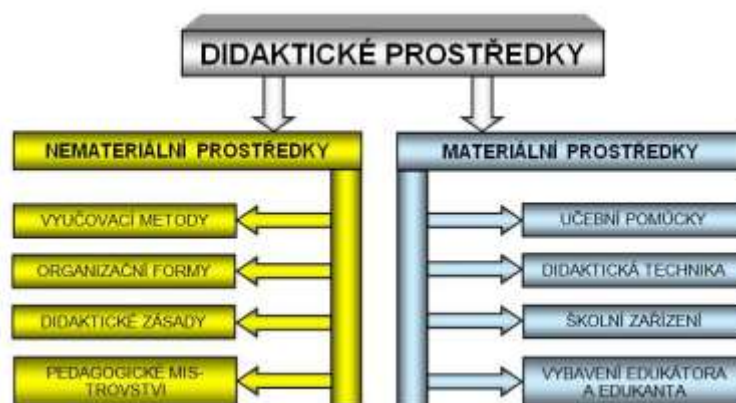 DIDAKTICKÉ PROSTŘEDKY
NEMATERIÁLNÍ PROSTŘEDKY
VYUČOVACÍ METODY
ORGANIZAČNÍ FORMY
DIDAKTICKÉ ZÁSADY
PEDAGOGICKÉ MIS-
TROVSTVI
MATERIÁLNÍ PROSTŘEDKY
UČEBNÍ POMŮCKY
DIDAKTICKÁ TECHNIKA
ŠKOLNÍ ZAŘÍZENÍ
VYBAVENÍ EDUKÁTORA
A EDUKANTA